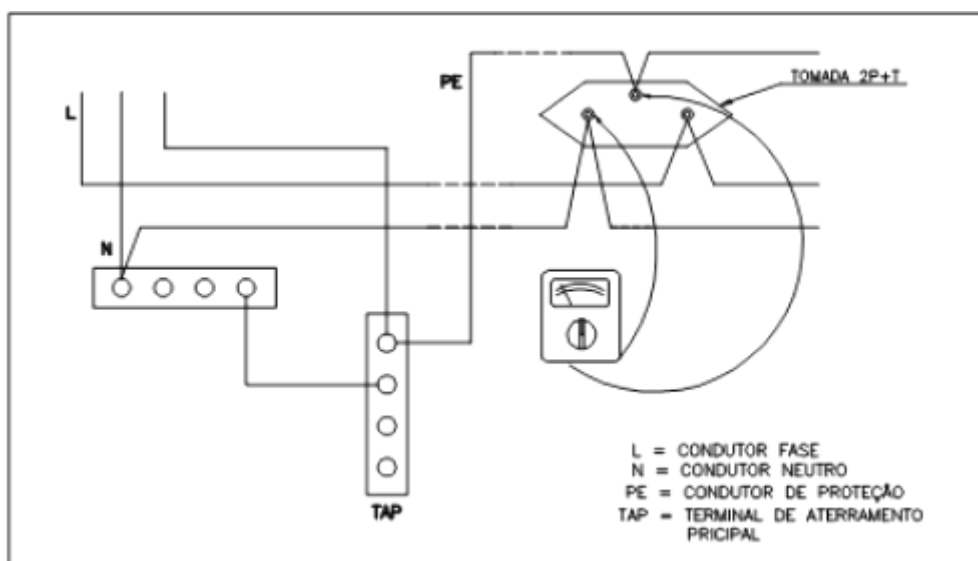 TOMADA 2P+T
PE
L
N
TAP
L = CONDUTOR FASE
N = CONDUTOR NEUTRO
PE = CONDUTOR DE PROTEÇÃO
TAP = TERMINAL DE ATERRAMENTO
PRICIPAL